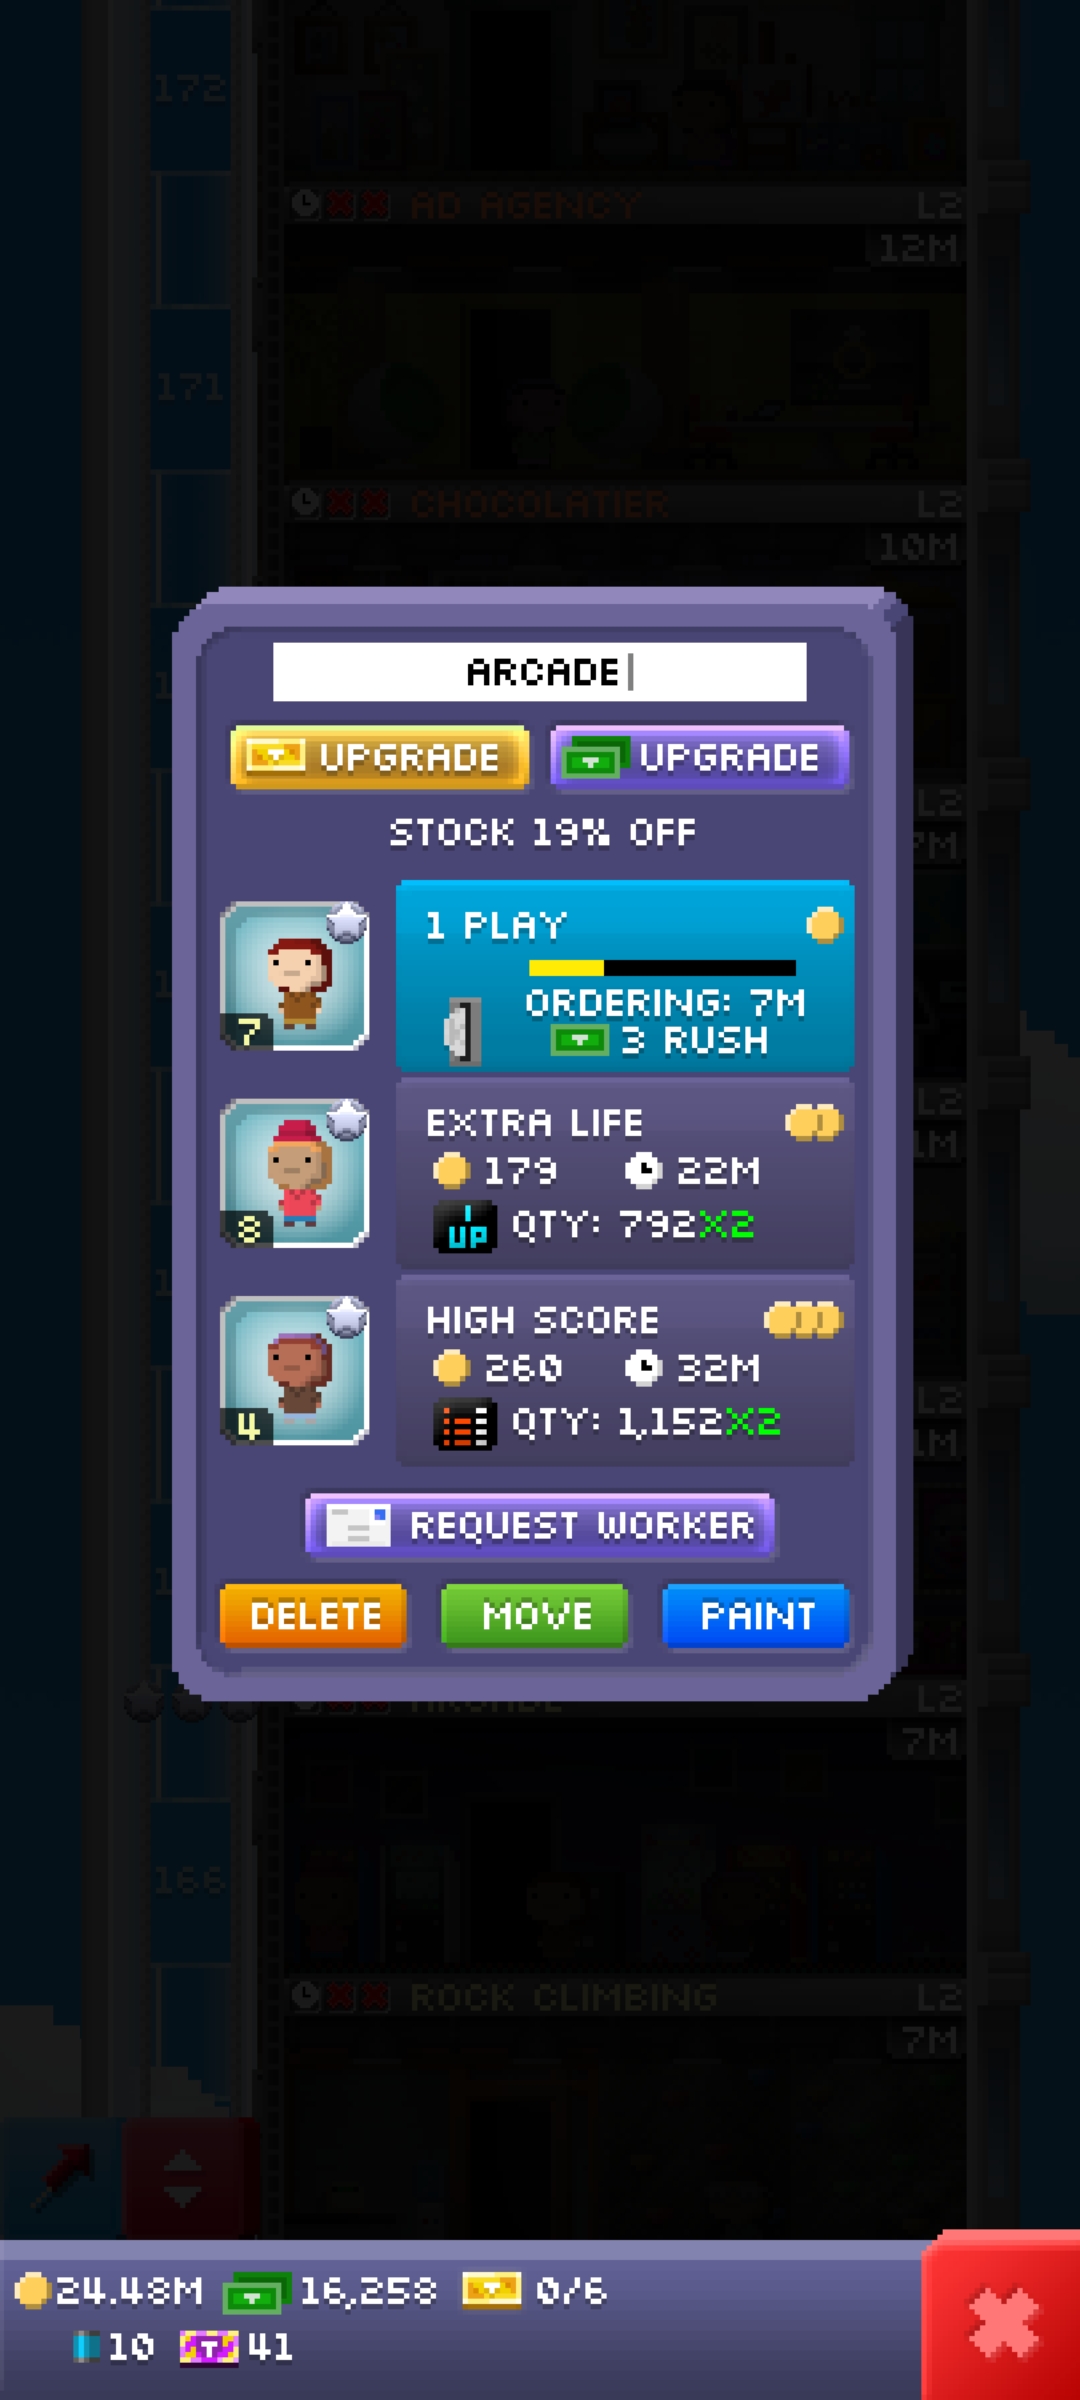 172
AD AGENCY L2
12M
171
CHOCOLATIER L2
10M
ARCADE
UPGRADE UPGRADE
STOCK 19% OFF
L2
7M
1 PLAY
7
ORDERING: 7M
3 RUSH
L2
1M
EXTRA LIFE
179 22M
8
UP QTY: 792X2
HIGH SCORE
260 32M
4
QTY: 1,152X2
L2
1M
REQUEST WORKER
DELETE MOVE PAINT
ARCADE L2
7M
166
ROCK CLIMBING L2
7M
24.48M 16,258 0/6
10 41